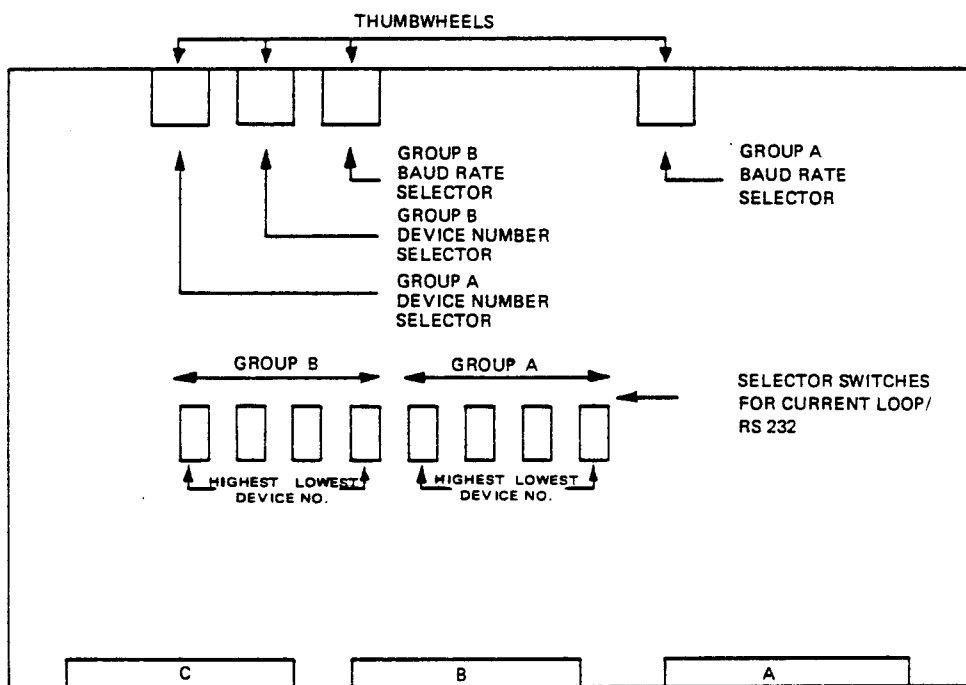 THUMBWHEELS
GROUP B
BAUD RATE
SELECTOR
GROUP A
BAUD RATE
SELECTOR
GROUP B
DEVICE NUMBER
SELECTOR
GROUP A
DEVICE NUMBER
SELECTOR
GROUP B
GROUP A
SELECTOR SWITCHES
FOR CURRENT LOOP/
RS 232
HIGHEST LOWEST
DEVICE NO.
HIGHEST LOWEST
DEVICE NO.
C
B
A